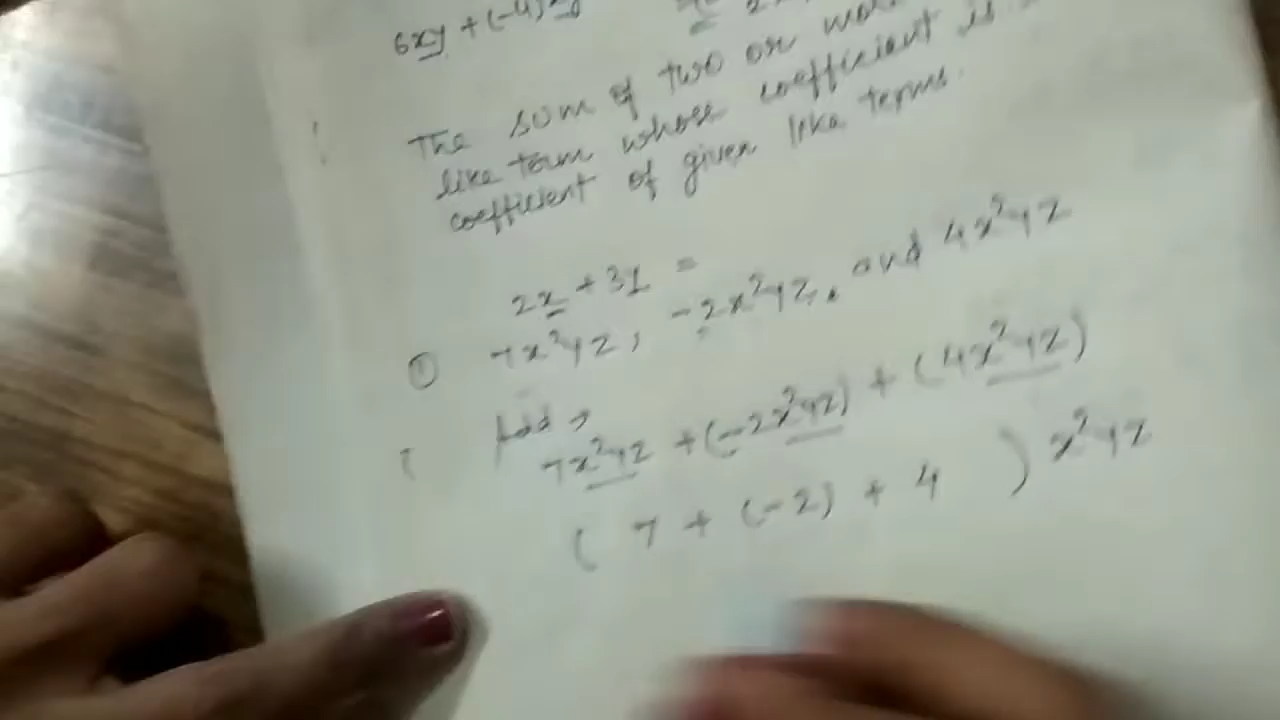 6xy + (-4)
The sum of two or more
like term whose coefficient is
coefficient of given like terms.
2x + 31 =
① 7x²yz, -2x²yz, and 4x²yz
Add →
7x²yz + (-2x²yz) + (4x²yz)
( 7 + (-2) + 4 ) x²yz